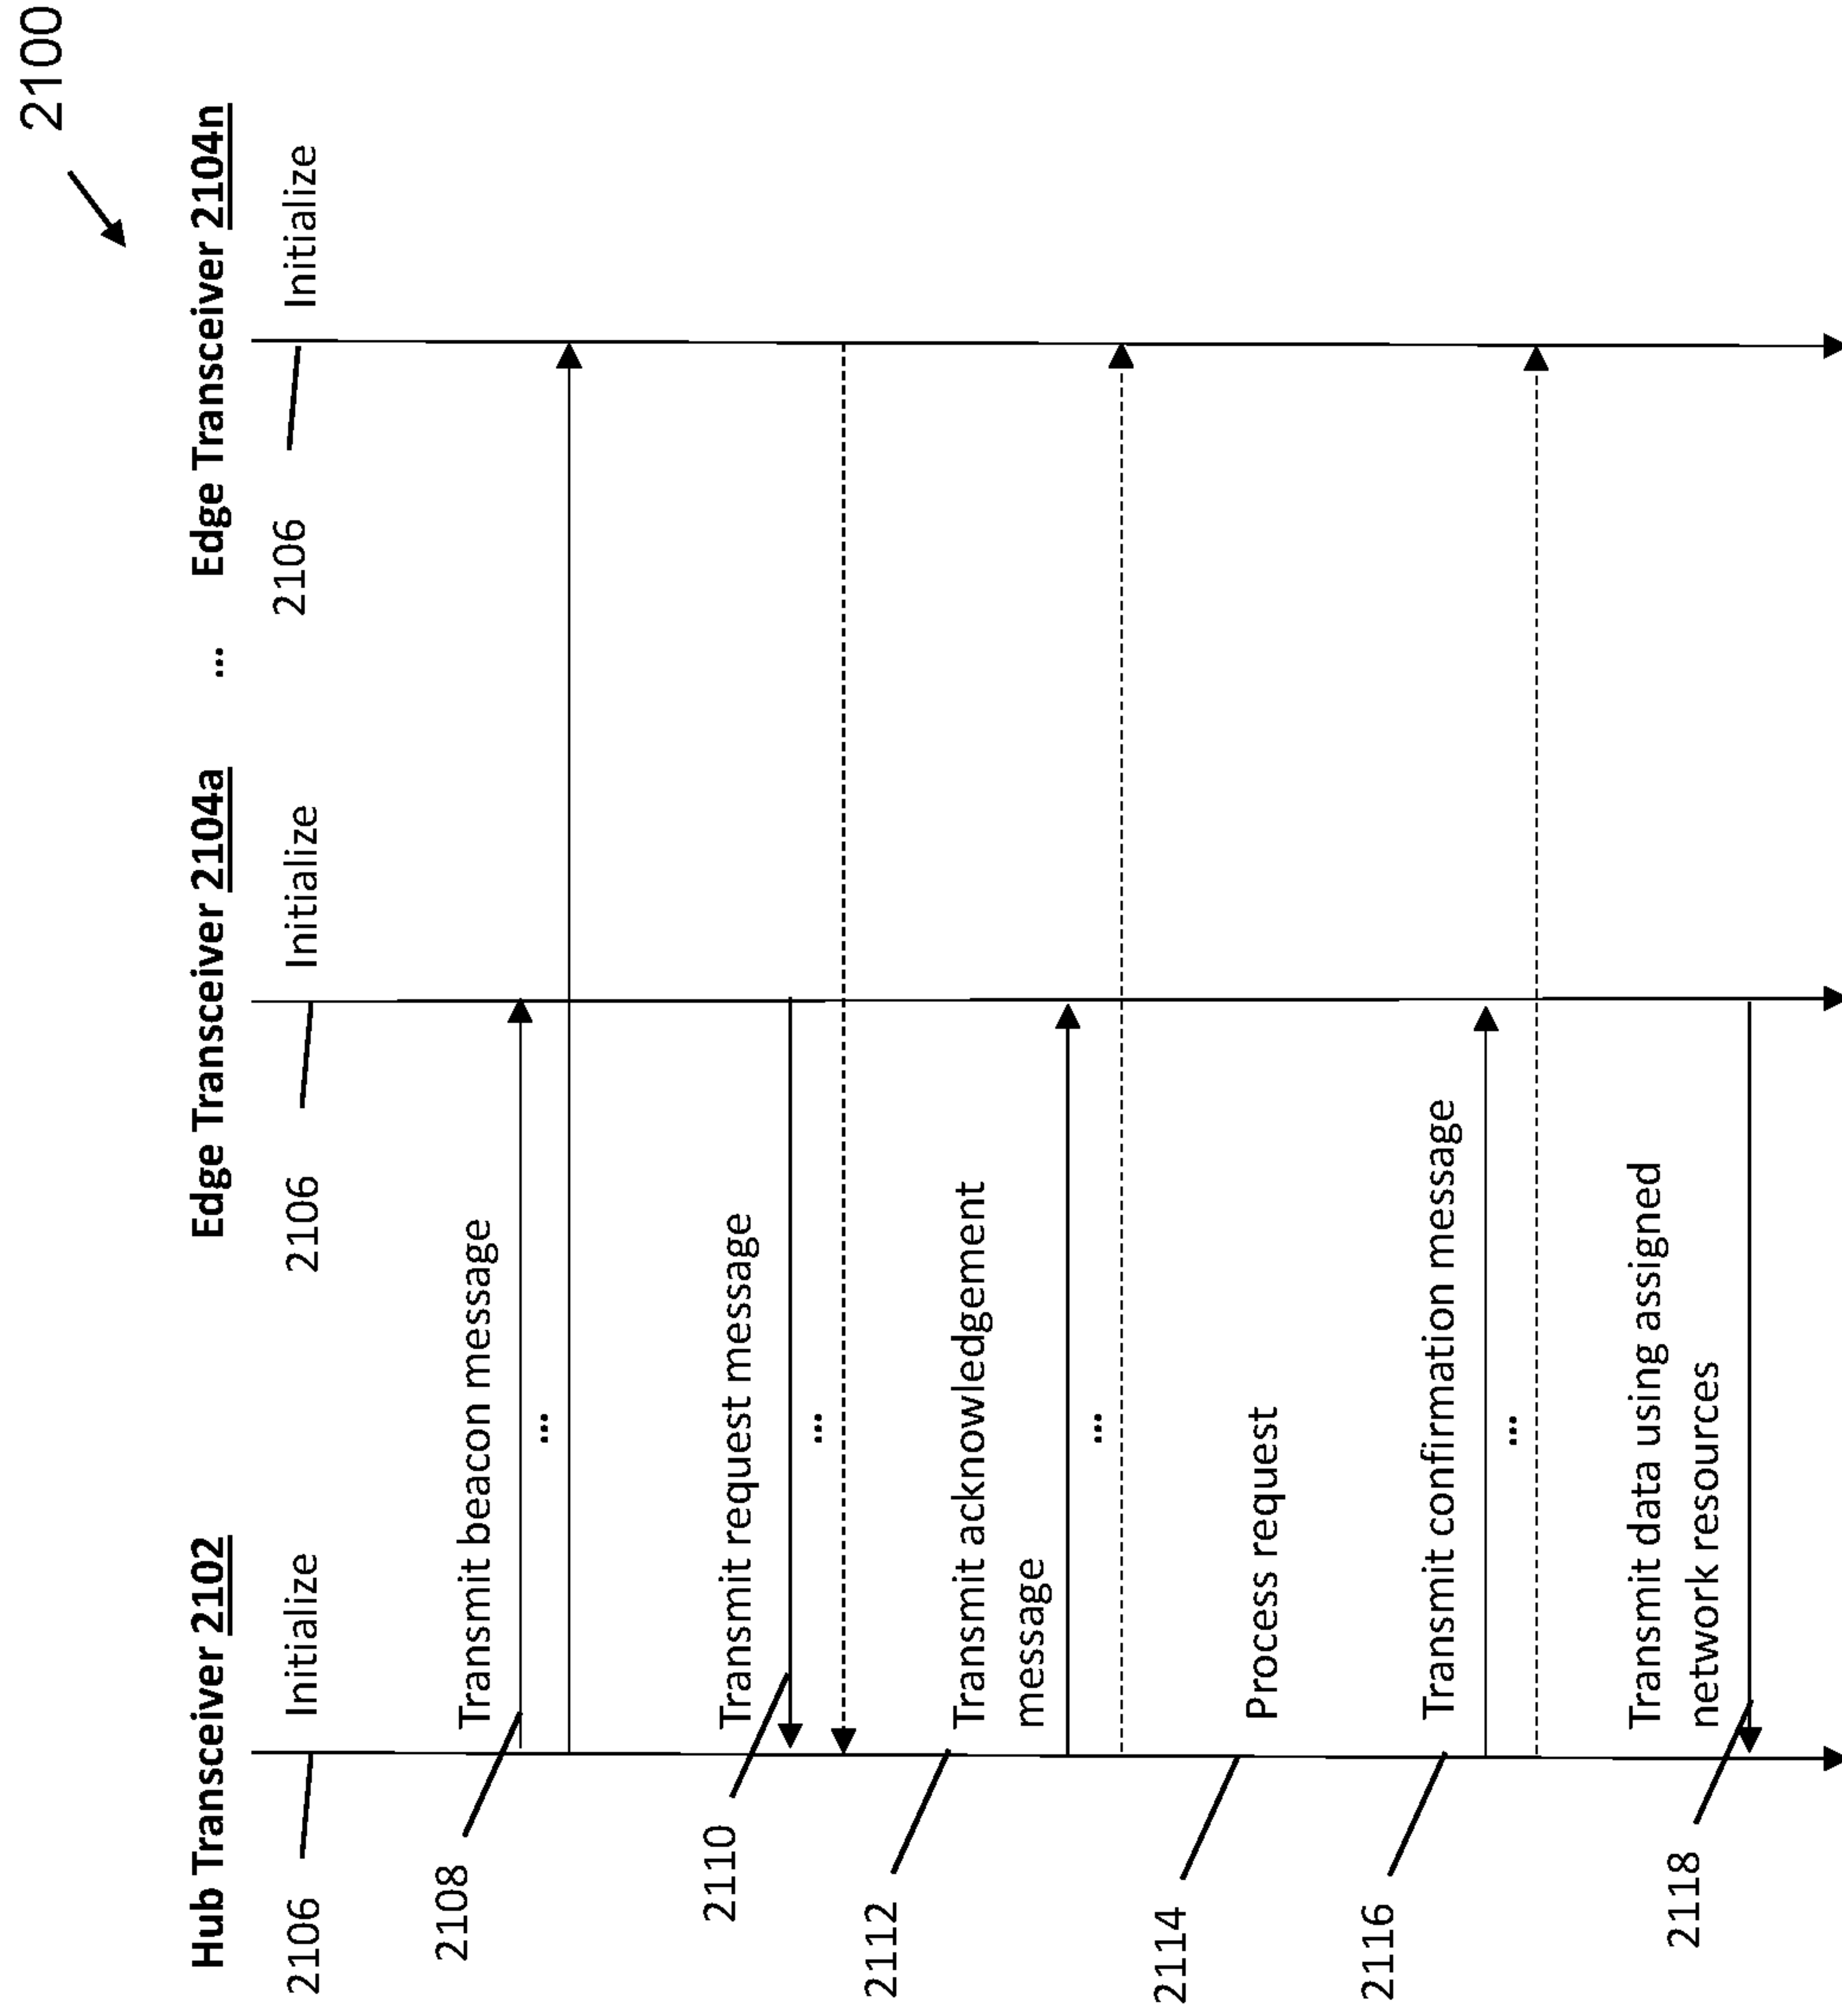 2100
Hub Transceiver 2102
Edge Transceiver 2104a
...
Edge Transceiver 2104n
2106
Initialize
2106
Initialize
2106
Initialize
2108
Transmit beacon message
...
2110
Transmit request message
...
2112
Transmit acknowledgement
message
...
2114
Process request
2116
Transmit confirmation message
...
2118
Transmit data using assigned
network resources